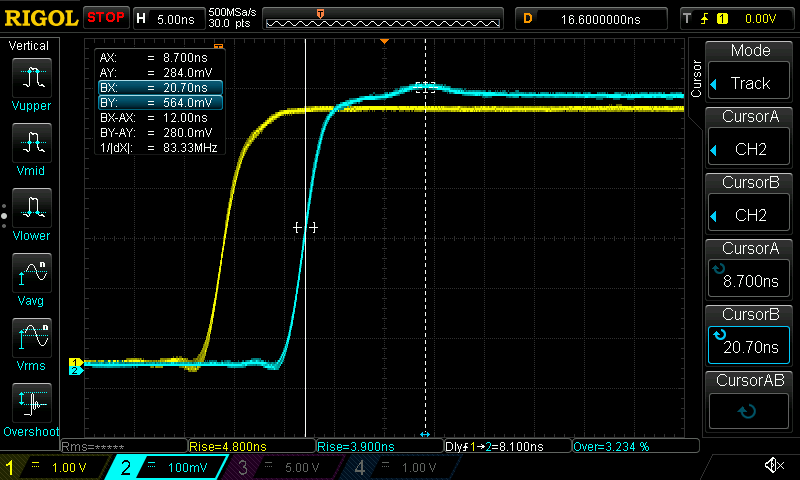 RIGOL STOP H 5.00ns 500MSa/s 30.0 pts T D 16.6000000ns T 1 0.00V
Vertical
Vupper
Vmid
Vlower
Vavg
Vrms
Overshoot
AX: = 8.700ns
AY: = 284.0mV
BX: = 20.70ns
BY: = 564.0mV
BX-AX: = 12.00ns
BY-AY: = 280.0mV
1/|dX|: = 83.33MHz
1
2
Cursor
Mode
Track
CursorA
CH2
CursorB
CH2
CursorA
8.700ns
CursorB
20.70ns
CursorAB
Rms=***** Rise=4.800ns Rise=3.900ns Dly 1→2=8.100ns Over=3.234 %
1 = 1.00 V 2 = 100mV 3 = 5.00 V 4 = 1.00 V